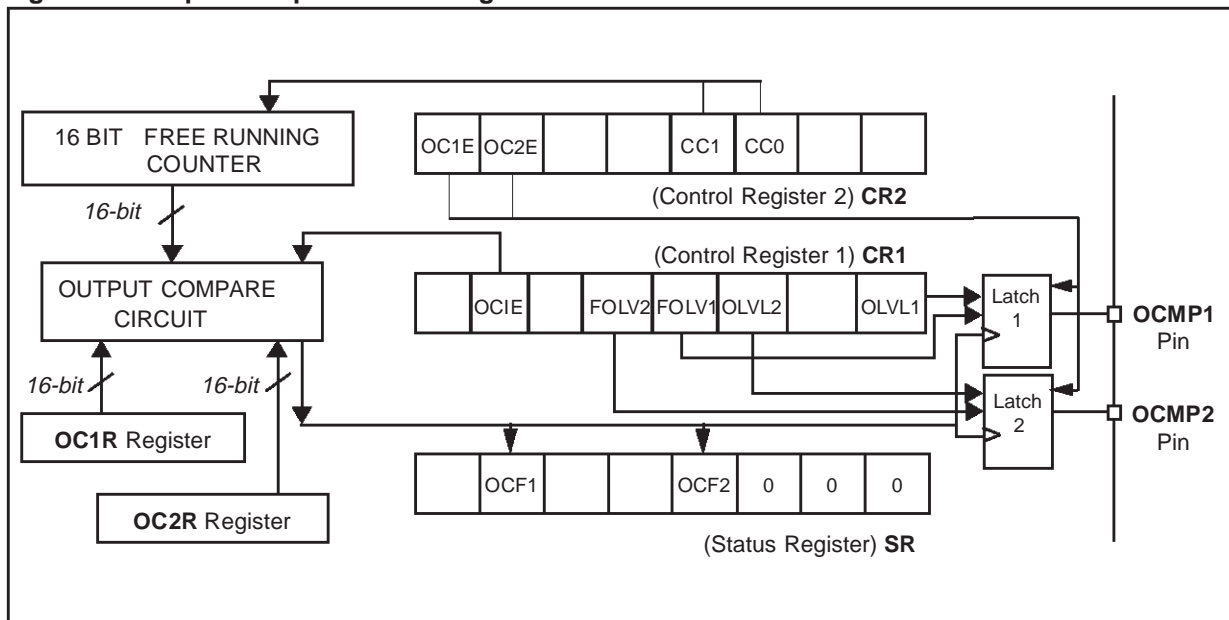 16 BIT FREE RUNNING
COUNTER
OC1E OC2E CC1 CC0
(Control Register 2) CR2
16-bit
(Control Register 1) CR1
OUTPUT COMPARE
CIRCUIT
OCIE FOLV2 FOLV1 OLVL2 OLVL1
Latch
1
OCMP1
Pin
16-bit 16-bit
Latch
2
OCMP2
Pin
OC1R Register
OCF1 OCF2 0 0 0
OC2R Register
(Status Register) SR